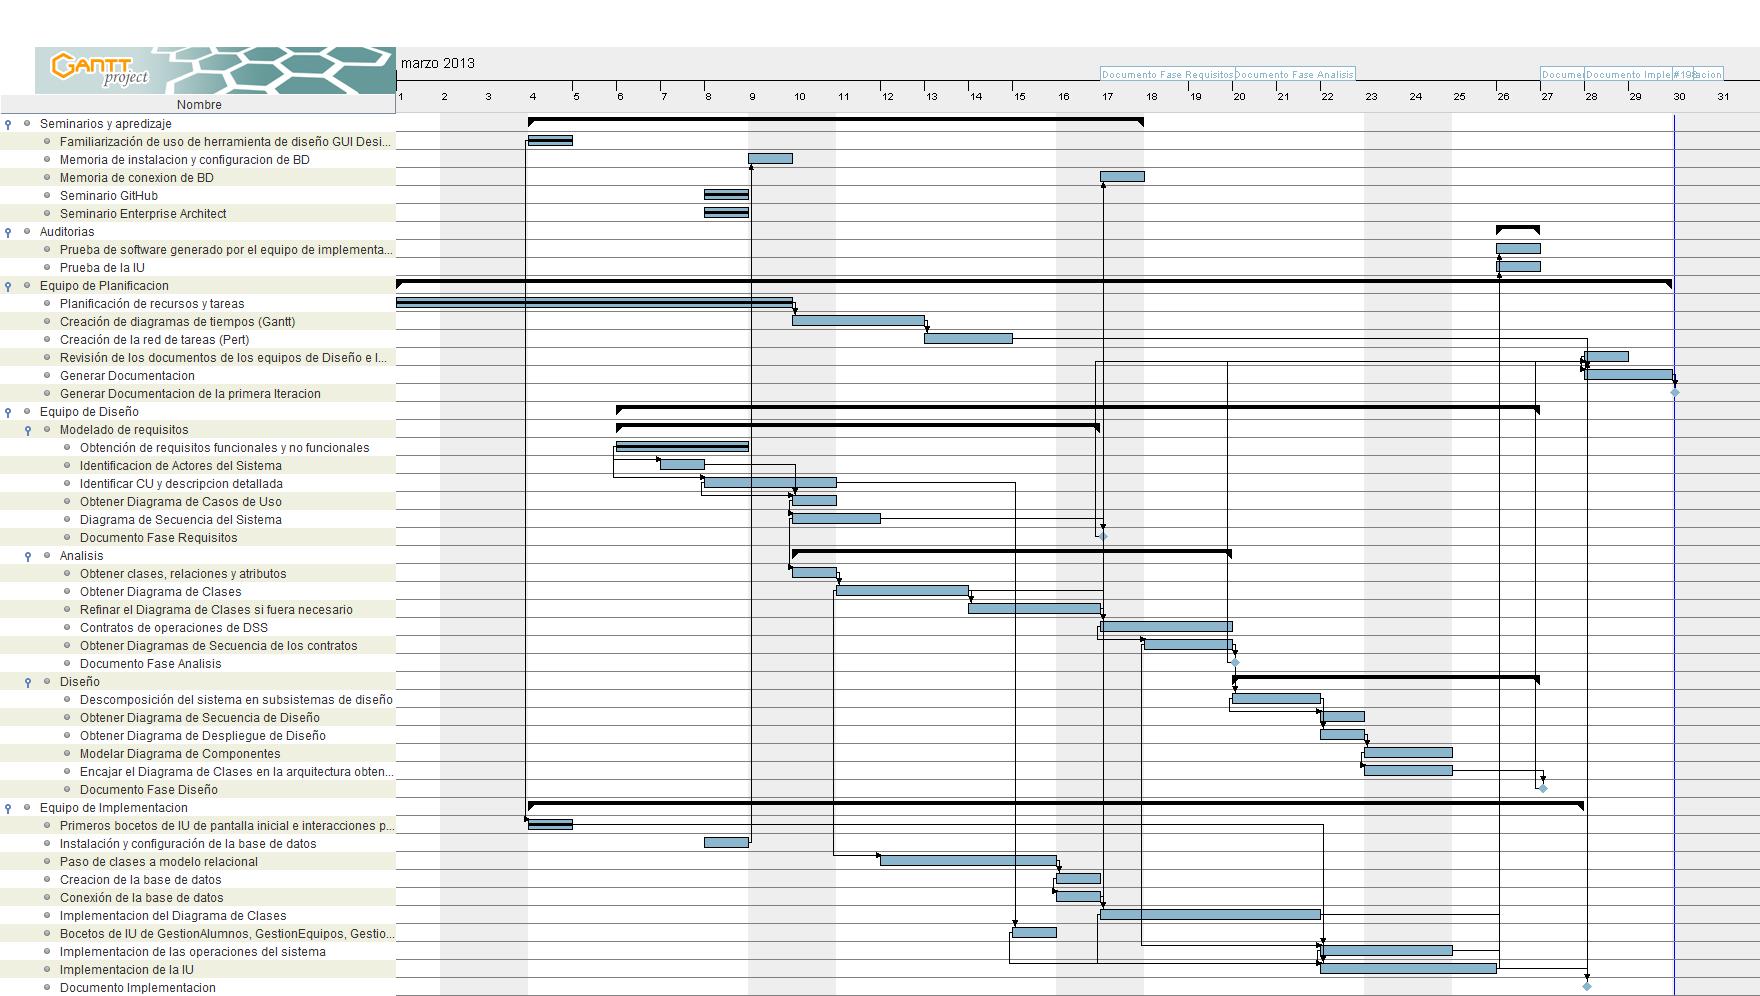 GANTT
project
marzo 2013
Documento Fase Requisitos
Documento Fase Analisis
Documento Imple
1 2 3 4 5 6 7 8 9 10 11 12 13 14 15 16 17 18 19 20 21 22 23 24 25 26 27 28 29 30 31
Nombre
Seminarios y apredizaje
Familiarización de uso de herramienta de diseño GUI Desi...
Memoria de instalacion y configuracion de BD
Memoria de conexion de BD
Seminario GitHub
Seminario Enterprise Architect
Auditorias
Prueba de software generado por el equipo de implementa...
Prueba de la IU
Equipo de Planificacion
Planificación de recursos y tareas
Creación de diagramas de tiempos (Gantt)
Creación de la red de tareas (Pert)
Revisión de los documentos de los equipos de Diseño e I...
Generar Documentacion
Generar Documentacion de la primera Iteracion
Equipo de Diseño
Modelado de requisitos
Obtención de requisitos funcionales y no funcionales
Identificacion de Actores del Sistema
Identificar CU y descripcion detallada
Obtener Diagrama de Casos de Uso
Diagrama de Secuencia del Sistema
Documento Fase Requisitos
Analisis
Obtener clases, relaciones y atributos
Obtener Diagrama de Clases
Refinar el Diagrama de Clases si fuera necesario
Contratos de operaciones de DSS
Obtener Diagramas de Secuencia de los contratos
Documento Fase Analisis
Diseño
Descomposición del sistema en subsistemas de diseño
Obtener Diagrama de Secuencia de Diseño
Obtener Diagrama de Despliegue de Diseño
Modelar Diagrama de Componentes
Encajar el Diagrama de Clases en la arquitectura obten...
Documento Fase Diseño
Equipo de Implementacion
Primeros bocetos de IU de pantalla inicial e interacciones p...
Instalación y configuración de la base de datos
Paso de clases a modelo relacional
Creacion de la base de datos
Conexión de la base de datos
Implementacion del Diagrama de Clases
Bocetos de IU de GestionAlumnos, GestionEquipos, Gestio...
Implementacion de las operaciones del sistema
Implementacion de la IU
Documento Implementacion